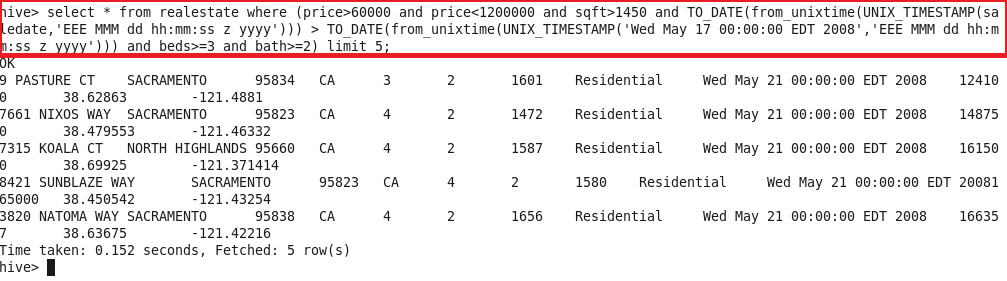 hive> select * from realestate where (price>60000 and price<1200000 and sqft>1450 and TO_DATE(from_unixtime(UNIX_TIMESTAMP(sa
ledate,'EEE MMM dd hh:mm:ss z yyyy'))) > TO_DATE(from_unixtime(UNIX_TIMESTAMP('Wed May 17 00:00:00 EDT 2008','EEE MMM dd hh:m
m:ss z yyyy'))) and beds>=3 and bath>=2) limit 5;
OK
9 PASTURE CT SACRAMENTO 95834 CA 3 2 1601 Residential Wed May 21 00:00:00 EDT 2008 12410
0 38.62863 -121.4881
7661 NIXOS WAY SACRAMENTO 95823 CA 4 2 1472 Residential Wed May 21 00:00:00 EDT 2008 14875
0 38.479553 -121.46332
7315 KOALA CT NORTH HIGHLANDS 95660 CA 4 2 1587 Residential Wed May 21 00:00:00 EDT 2008 16150
0 38.69925 -121.371414
8421 SUNBLAZE WAY SACRAMENTO 95823 CA 4 2 1580 Residential Wed May 21 00:00:00 EDT 20081
65000 38.450542 -121.43254
3820 NATOMA WAY SACRAMENTO 95838 CA 4 2 1656 Residential Wed May 21 00:00:00 EDT 2008 16635
7 38.63675 -121.42216
Time taken: 0.152 seconds, Fetched: 5 row(s)
hive>